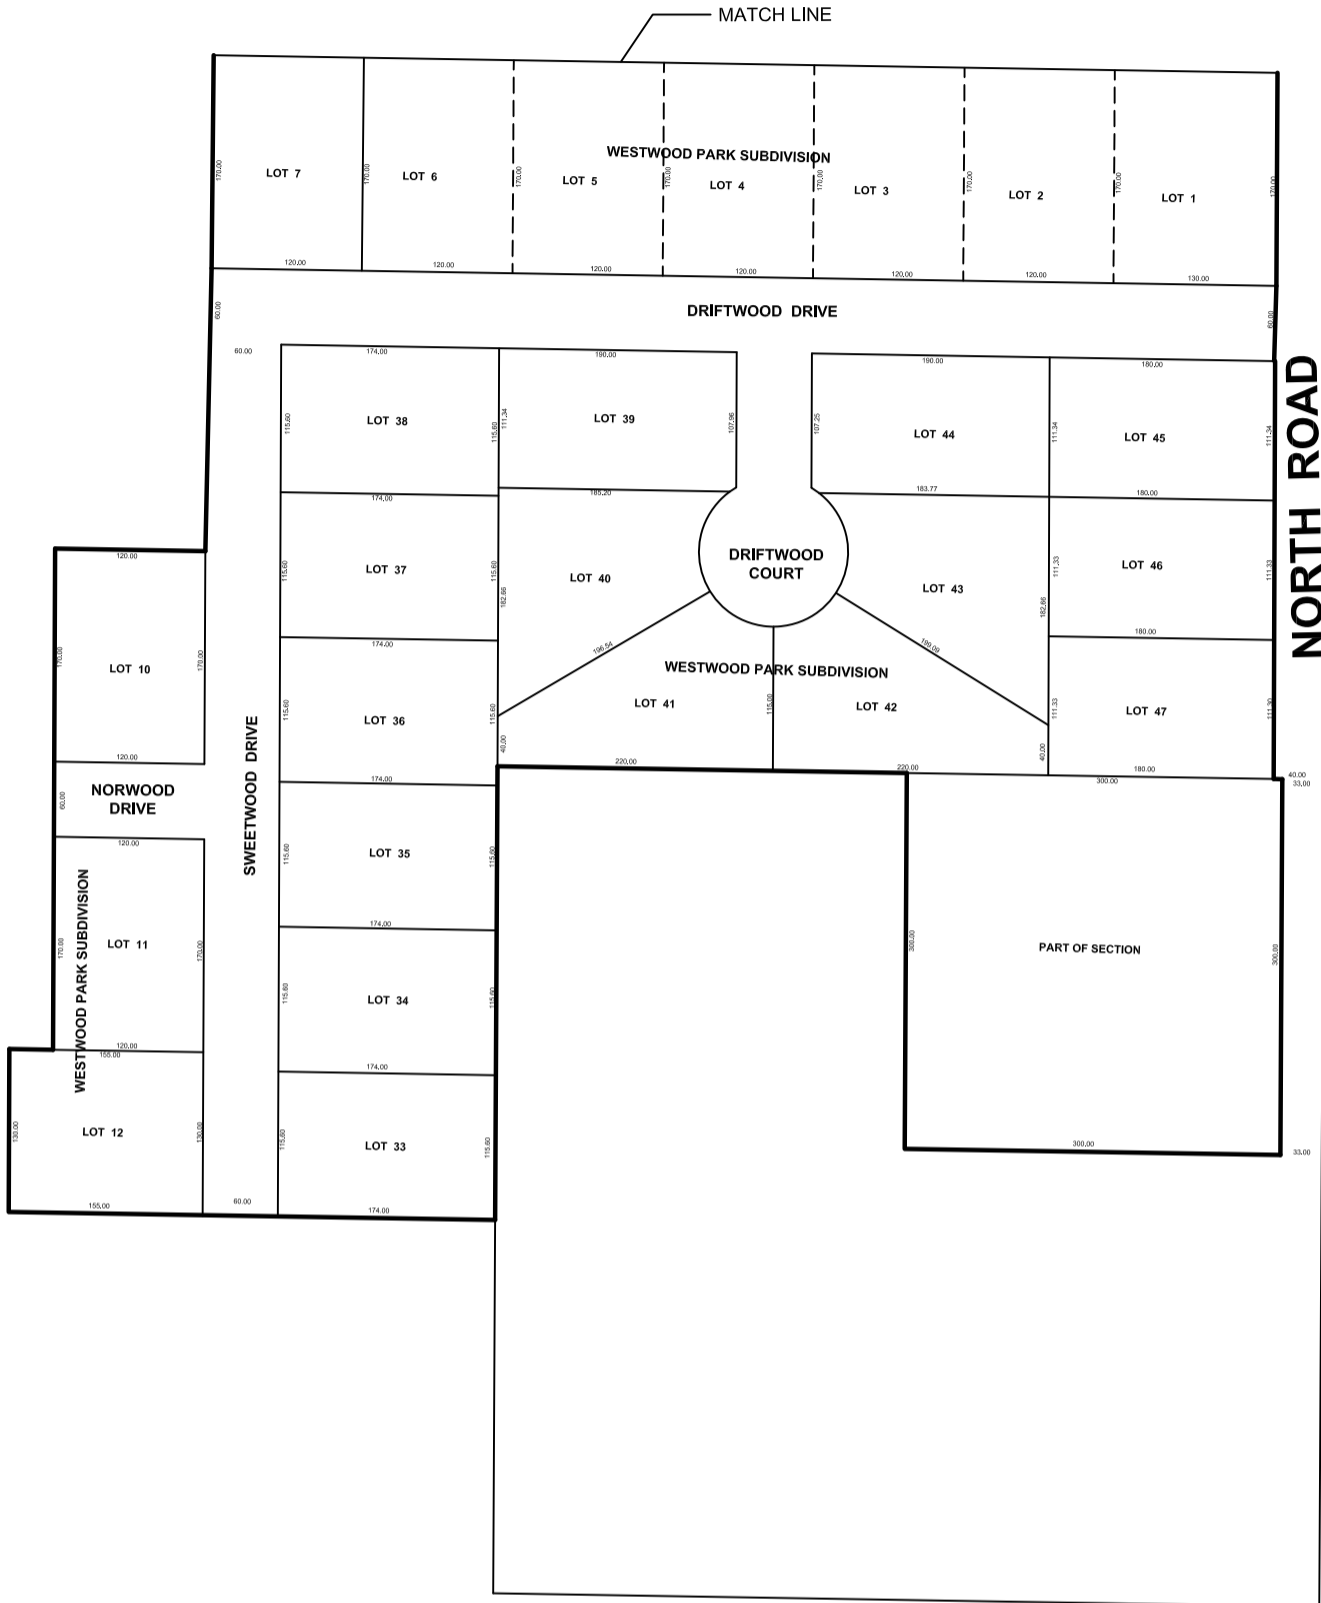 MATCH LINE
WESTWOOD PARK SUBDIVISION
LOT 7
LOT 6
LOT 5
LOT 4
LOT 3
LOT 2
LOT 1
170.00
170.00
170.00
170.00
170.00
170.00
170.00
170.00
120.00
120.00
120.00
120.00
120.00
120.00
130.00
60.00
DRIFTWOOD DRIVE
60.00
NORTH ROAD
60.00
174.00
190.00
190.00
180.00
115.60
LOT 38
115.60
111.34
LOT 39
107.96
107.25
LOT 44
111.34
LOT 45
111.34
174.00
185.20
183.77
180.00
115.60
LOT 37
115.60
182.66
LOT 40
DRIFTWOOD
COURT
LOT 43
182.66
111.33
LOT 46
111.33
174.00
196.54
199.09
180.00
WESTWOOD PARK SUBDIVISION
115.60
LOT 36
115.60
40.00
LOT 41
115.00
LOT 42
40.00
111.33
LOT 47
111.30
174.00
220.00
220.00
180.00
300.00
40.00
33.00
120.00
170.00
LOT 10
170.00
120.00
60.00
NORWOOD
DRIVE
SWEETWOOD DRIVE
120.00
WESTWOOD PARK SUBDIVISION
170.00
LOT 11
170.00
120.00
155.00
130.00
LOT 12
130.00
155.00
60.00
115.60
LOT 35
115.60
174.00
115.60
LOT 34
115.60
174.00
115.60
LOT 33
115.60
174.00
300.00
PART OF SECTION
300.00
300.00
33.00